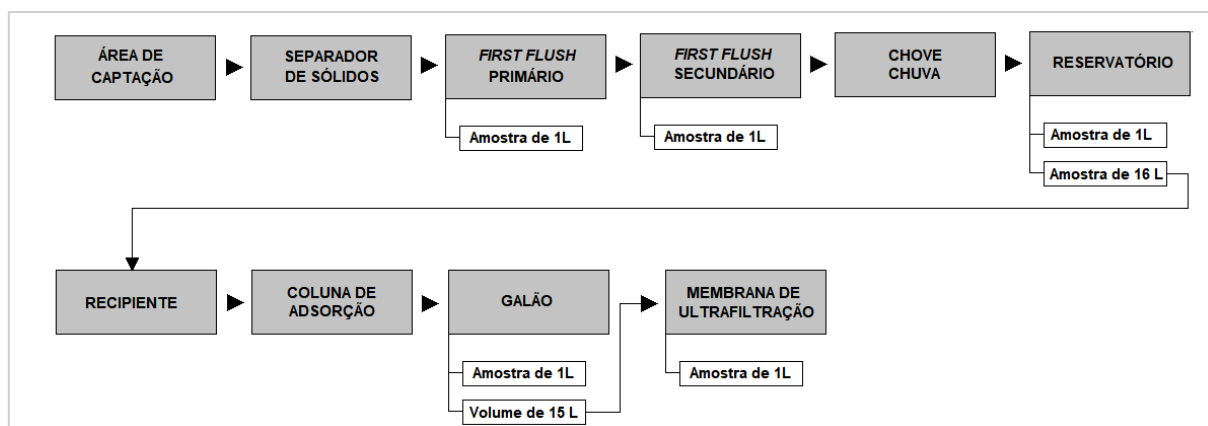 ÁREA DE
CAPTAÇÃO
SEPARADOR
DE SÓLIDOS
FIRST FLUSH
PRIMÁRIO
Amostra de 1L
FIRST FLUSH
SECUNDÁRIO
Amostra de 1L
CHOVE
CHUVA
RESERVATÓRIO
Amostra de 1L
Amostra de 16 L
RECIPIENTE
COLUNA DE
ADSORÇÃO
GALÃO
Amostra de 1L
Volume de 15 L
MEMBRANA DE
ULTRAFILTRAÇÃO
Amostra de 1L